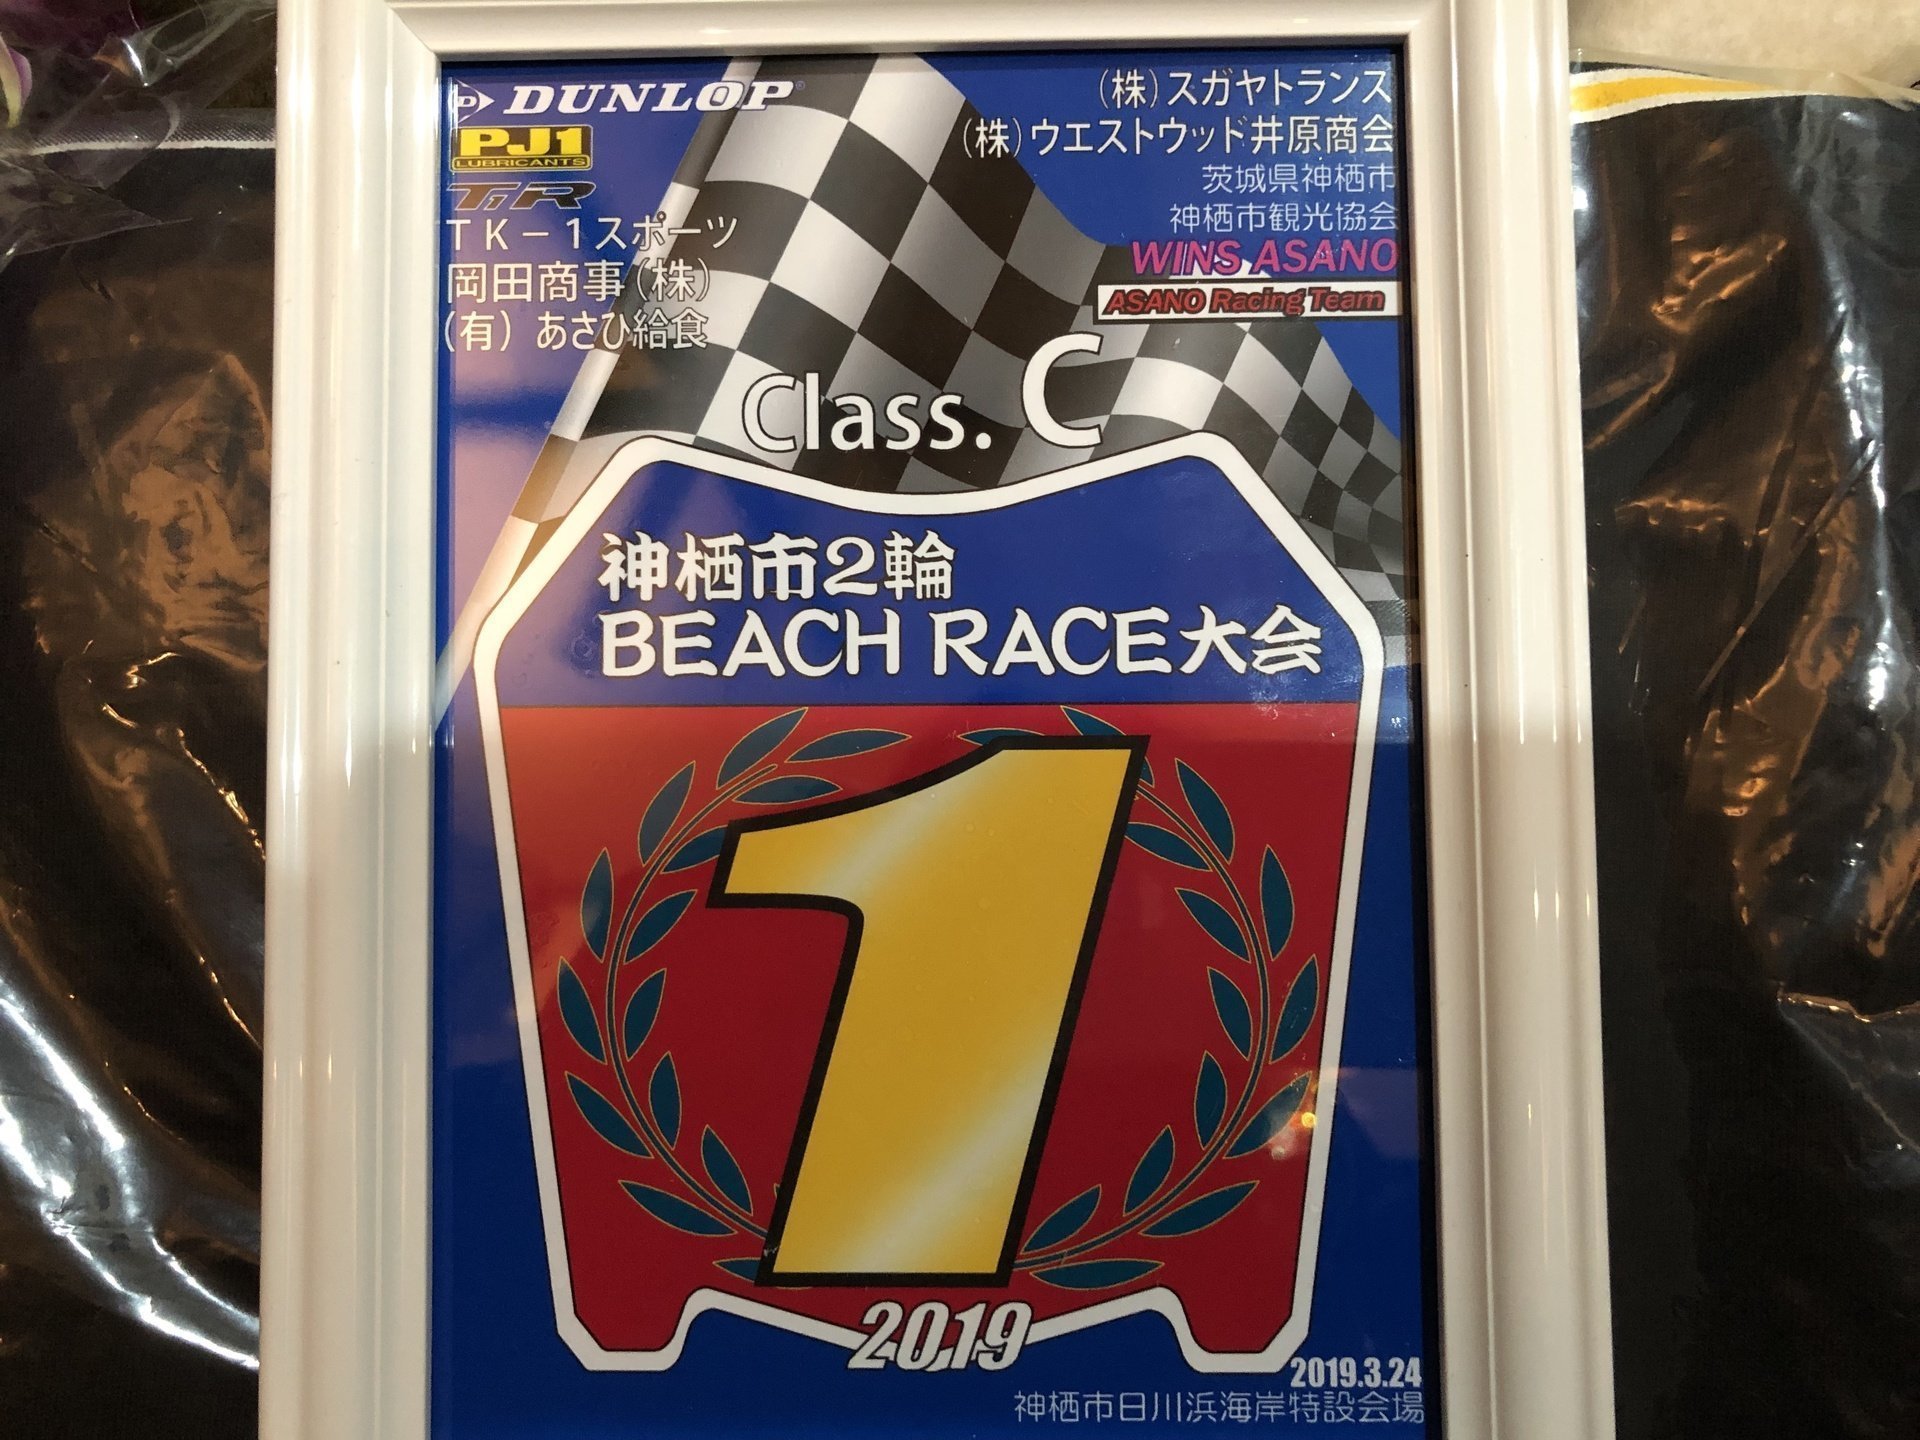 DUNLOP
PJ1
LUBRICANTS
T1R
TK−1スポーツ
岡田商事(株)
(有) あさひ給食
(株)スガヤトランス
(株)ウエストウッド井原商会
茨城県神栖市
神栖市観光協会
WINS ASANO
ASANO Racing Team
Class. C
神栖市2輪
BEACH RACE大会
1
2019
2019.3.24
神栖市日川浜海岸特設会場